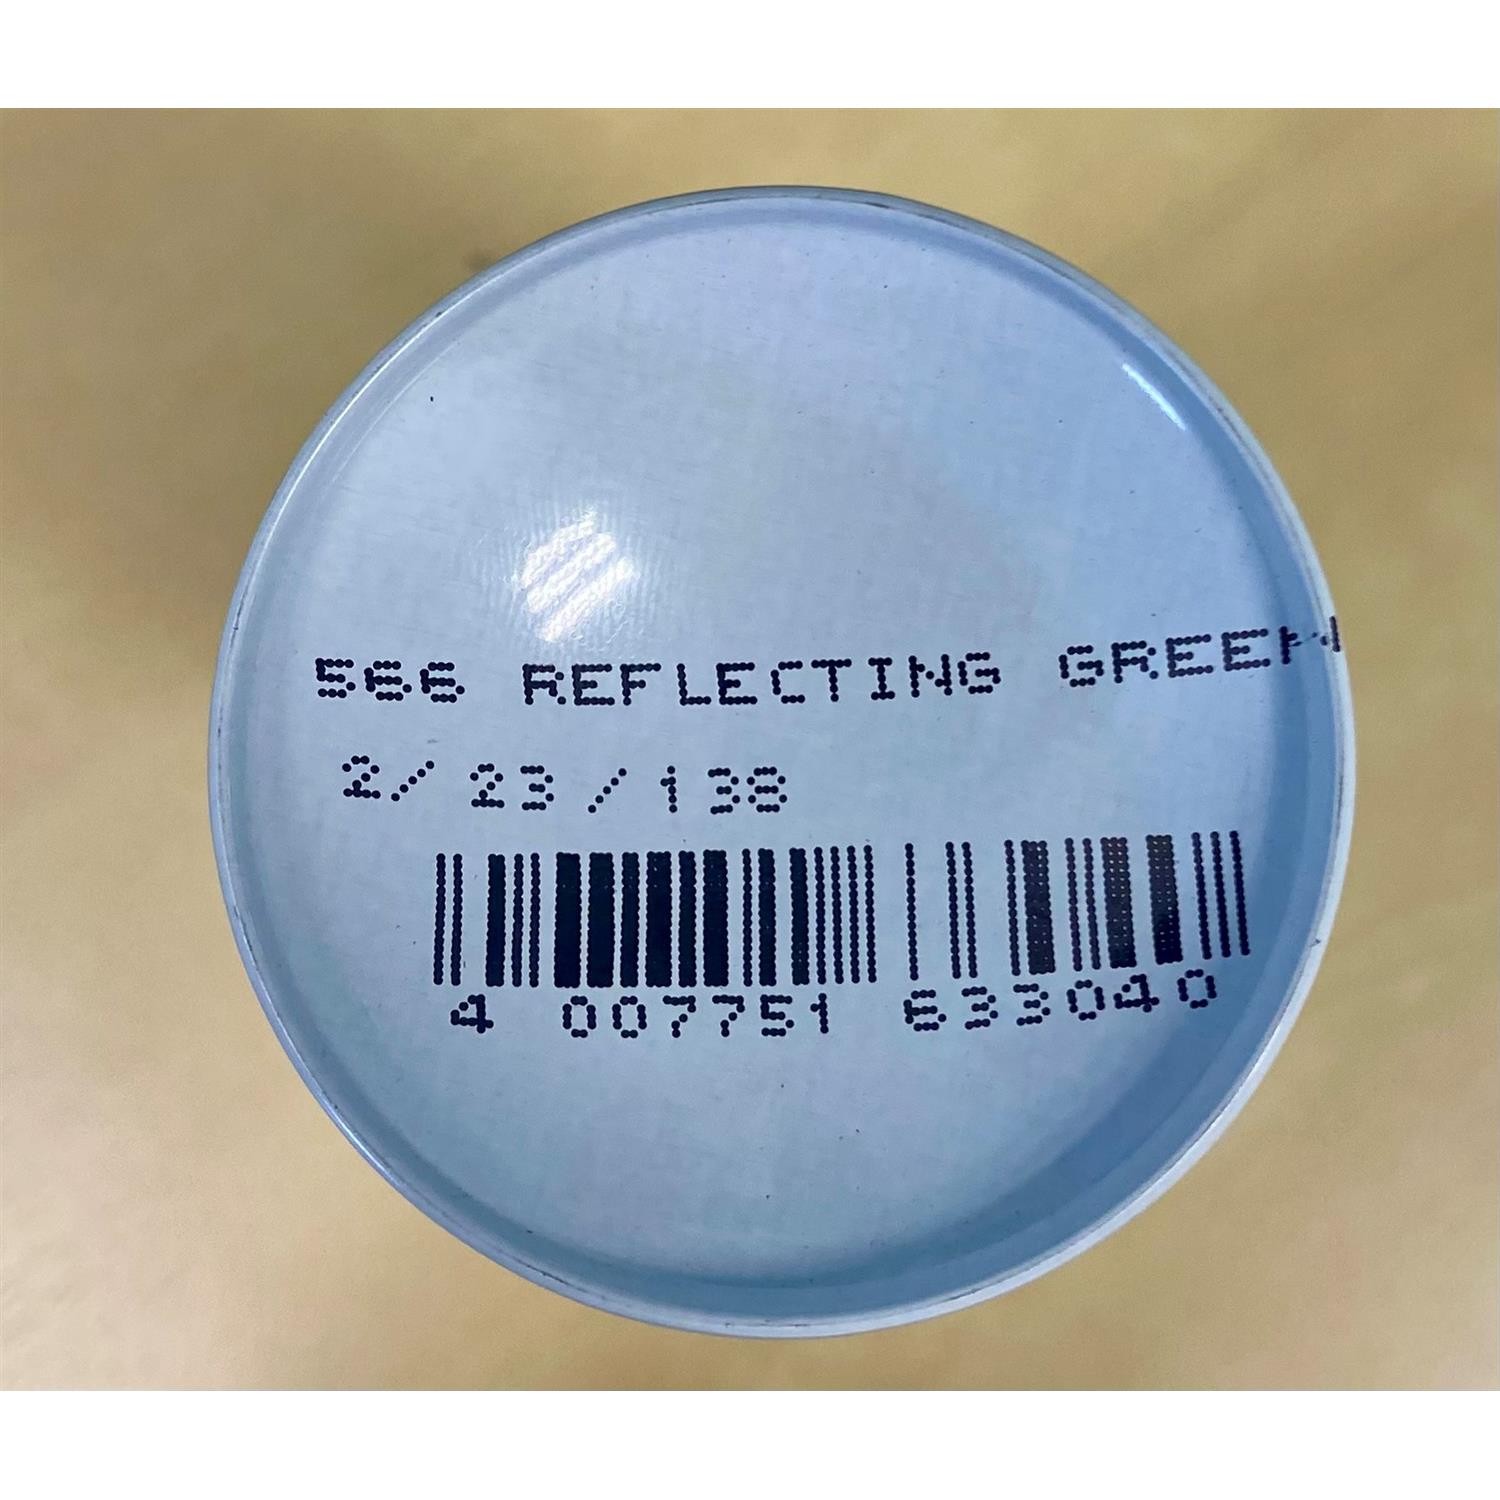 566 REFLECTING GREEN
2/ 23 /138
4 007751 633040